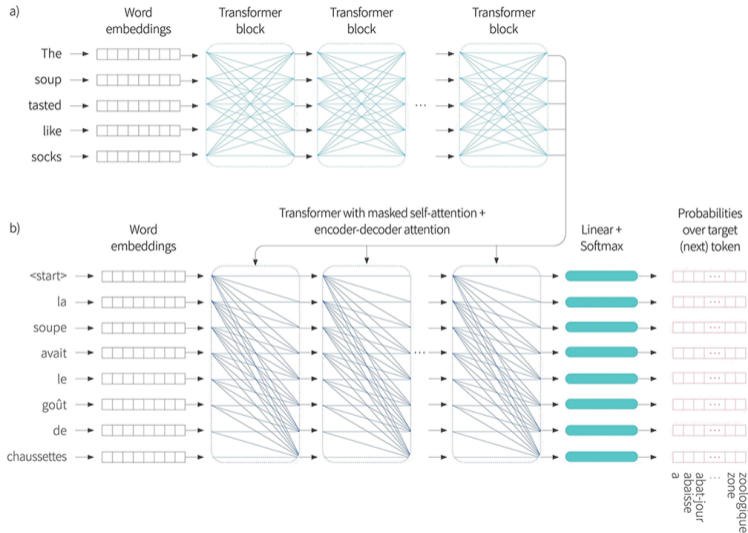 a)
Word
embeddings
Transformer
block
Transformer
block
Transformer
block
The
soup
tasted
like
socks
...
b)
Word
embeddings
Transformer with masked self-attention +
encoder-decoder attention
Linear +
Softmax
Probabilities
over target
(next) token
<start>
la
soupe
avait
le
goût
de
chaussettes
...
...
...
...
...
...
...
...
...
a
abaisse
abat-jour
...
zone
zoologique